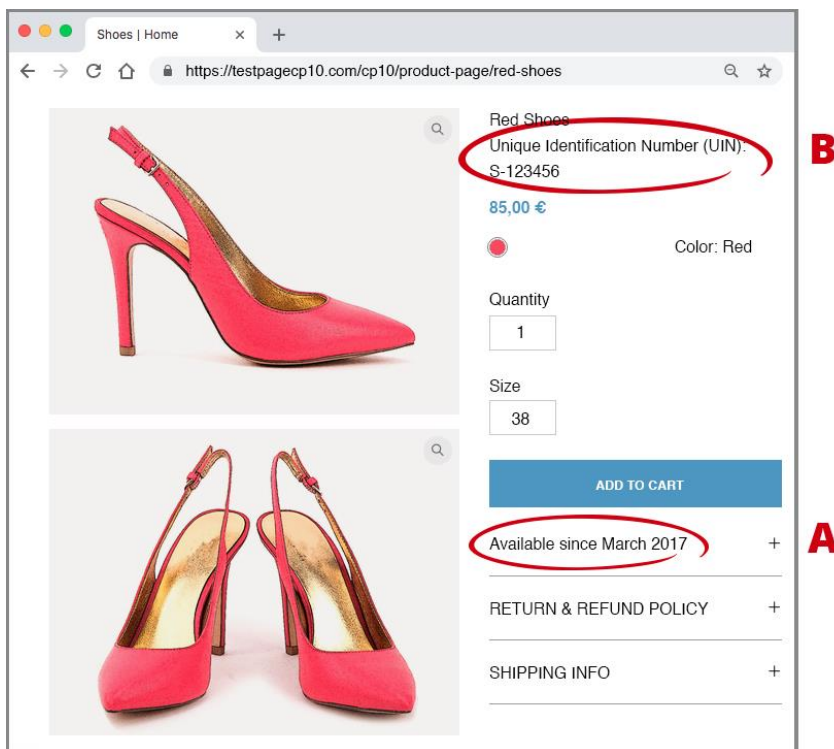 Shoes | Home
https://testpagecp10.com/cp10/product-page/red-shoes
Red Shoes
Unique Identification Number (UIN):
S-123456
B
85,00 €
Color: Red
Quantity
1
Size
38
ADD TO CART
Available since March 2017
A
RETURN & REFUND POLICY
SHIPPING INFO